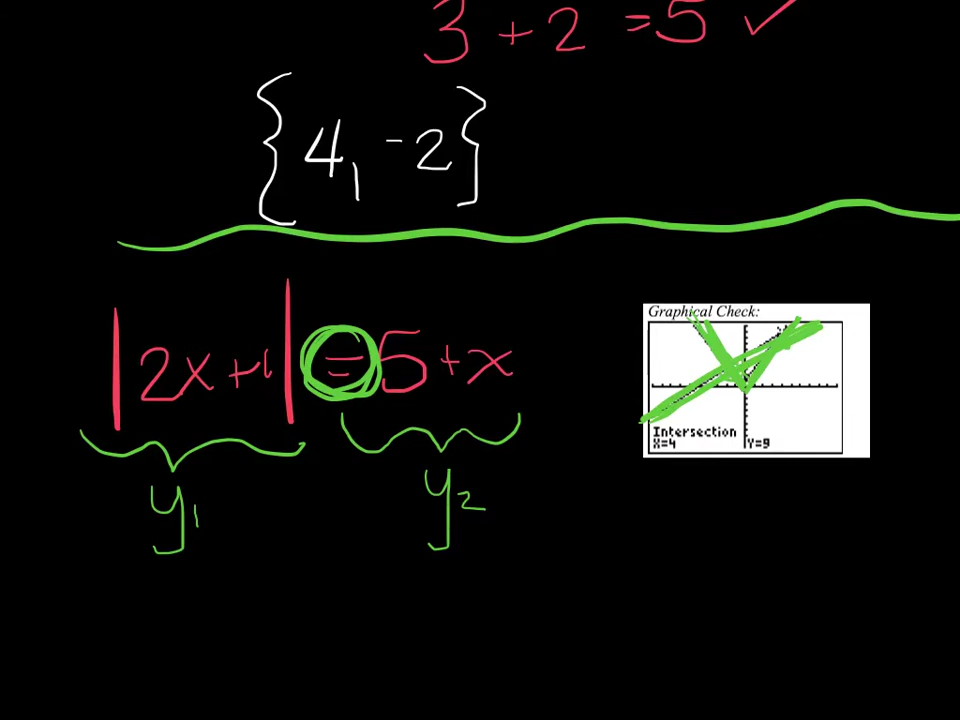 3 + 2 = 5 ✓
{4, -2}
|2x+1| = 5 + x
y₁ y₂
Graphical Check:
Intersection
X=4 Y=9